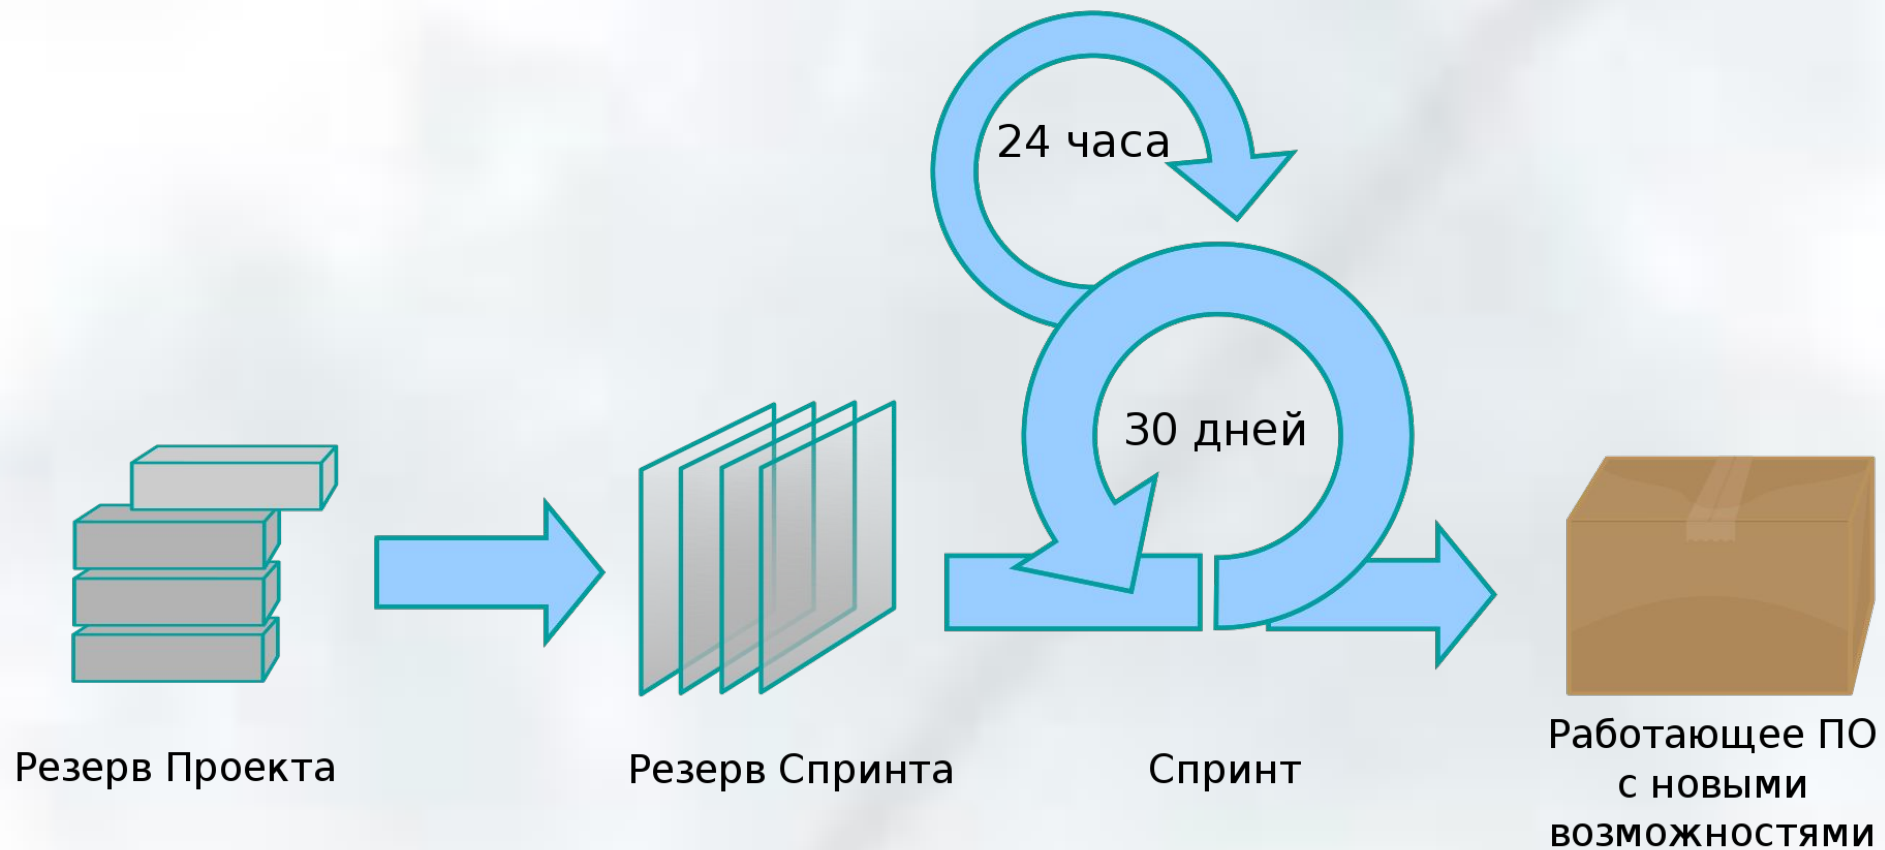 24 часа
30 дней
Резерв Проекта
Резерв Спринта
Спринт
Работающее ПО
с новыми
возможностями